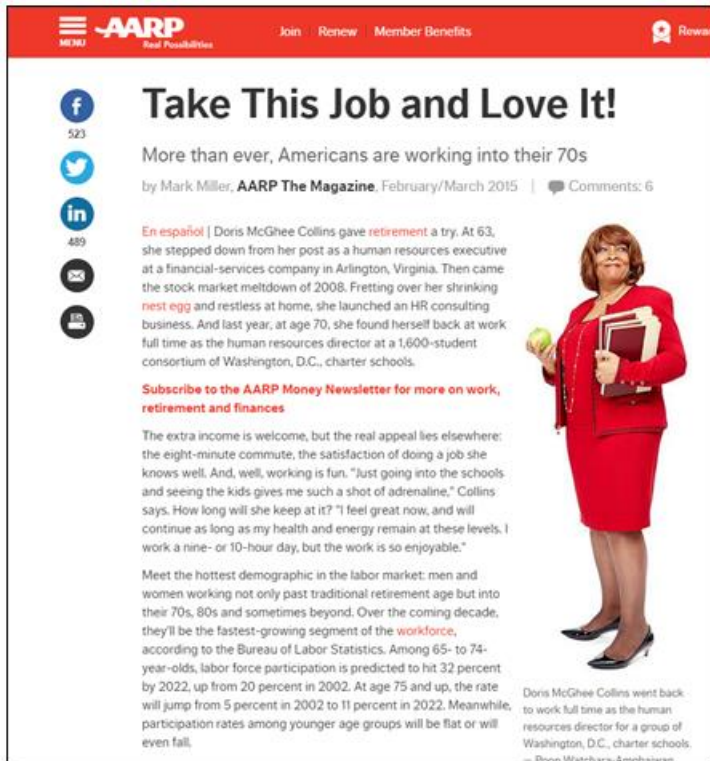 MENU
AARP
Real Possibilities
Join
Renew
Member Benefits
523
489
Take This Job and Love It!
More than ever, Americans are working into their 70s
by Mark Miller, AARP The Magazine, February/March 2015 | Comments: 6
En español | Doris McGhee Collins gave retirement a try. At 63,
she stepped down from her post as a human resources executive
at a financial-services company in Arlington, Virginia. Then came
the stock market meltdown of 2008. Fretting over her shrinking
nest egg and restless at home, she launched an HR consulting
business. And last year, at age 70, she found herself back at work
full time as the human resources director at a 1,600-student
consortium of Washington, D.C., charter schools.
Subscribe to the AARP Money Newsletter for more on work,
retirement and finances
The extra income is welcome, but the real appeal lies elsewhere:
the eight-minute commute, the satisfaction of doing a job she
knows well. And, well, working is fun. "Just going into the schools
and seeing the kids gives me such a shot of adrenaline," Collins
says. How long will she keep at it? "I feel great now, and will
continue as long as my health and energy remain at these levels. I
work a nine- or 10-hour day, but the work is so enjoyable."
Meet the hottest demographic in the labor market: men and
women working not only past traditional retirement age but into
their 70s, 80s and sometimes beyond. Over the coming decade,
they'll be the fastest-growing segment of the workforce,
according to the Bureau of Labor Statistics. Among 65- to 74-
year-olds, labor force participation is predicted to hit 32 percent
by 2022, up from 20 percent in 2002. At age 75 and up, the rate
will jump from 5 percent in 2002 to 11 percent in 2022. Meanwhile,
participation rates among younger age groups will be flat or will
even fall.
Doris McGhee Collins went back
to work full time as the human
resources director for a group of
Washington, D.C., charter schools.